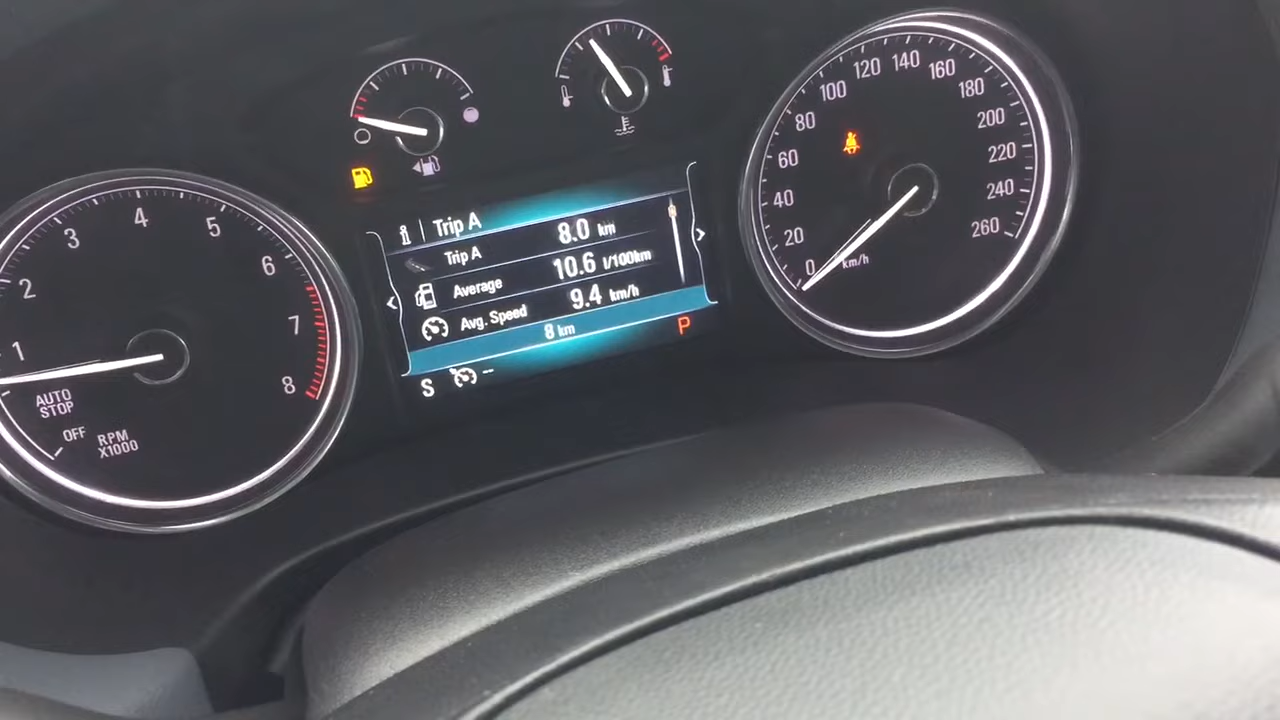 1
2
3
4
5
6
7
8
AUTO
STOP
OFF
RPM
X1000
Trip A
Trip A 8.0 km
Average 10.6 l/100km
Avg. Speed 9.4 km/h
8 km
P
S --
0
20
40
60
80
100
120
140
160
180
200
220
240
260
km/h